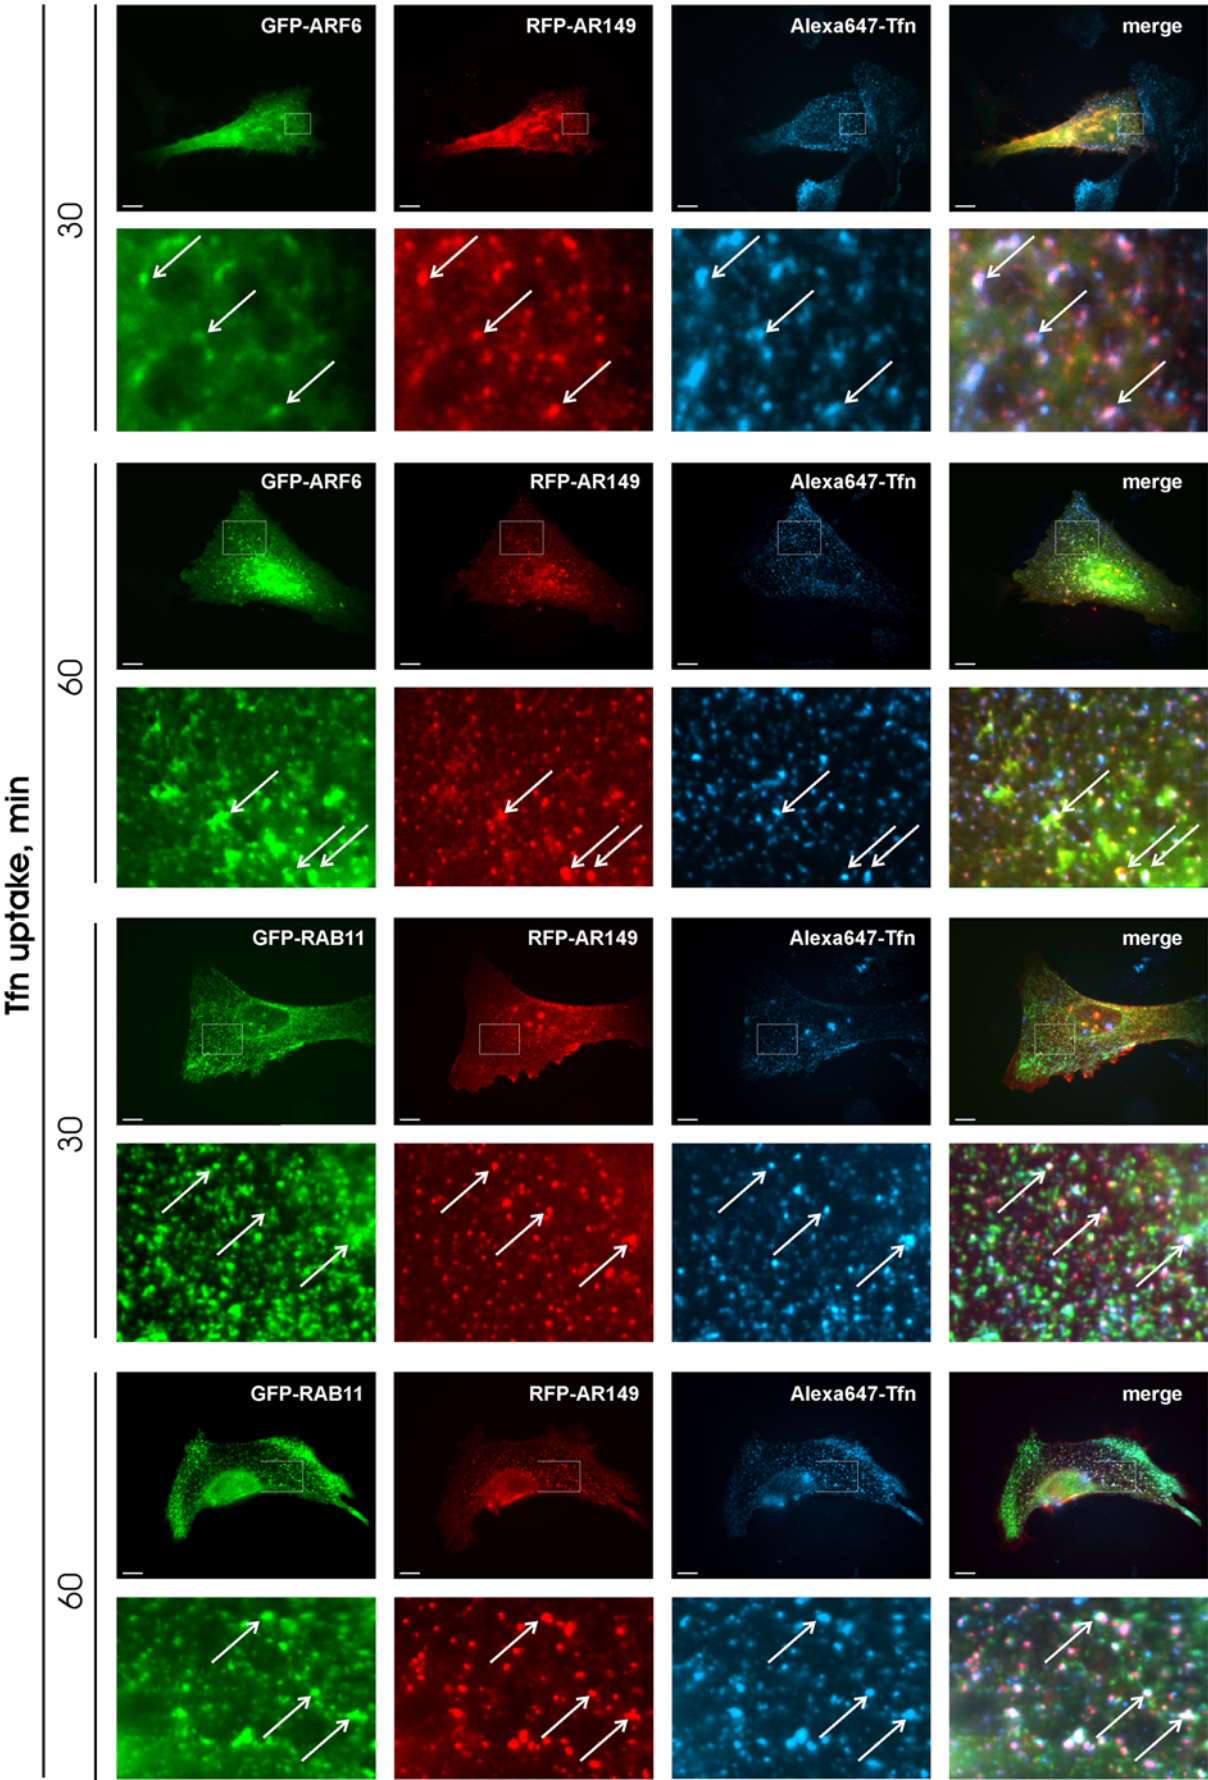 Tfn uptake, min
30
GFP-ARF6
RFP-AR149
Alexa647-Tfn
merge
60
GFP-ARF6
RFP-AR149
Alexa647-Tfn
merge
30
GFP-RAB11
RFP-AR149
Alexa647-Tfn
merge
60
GFP-RAB11
RFP-AR149
Alexa647-Tfn
merge